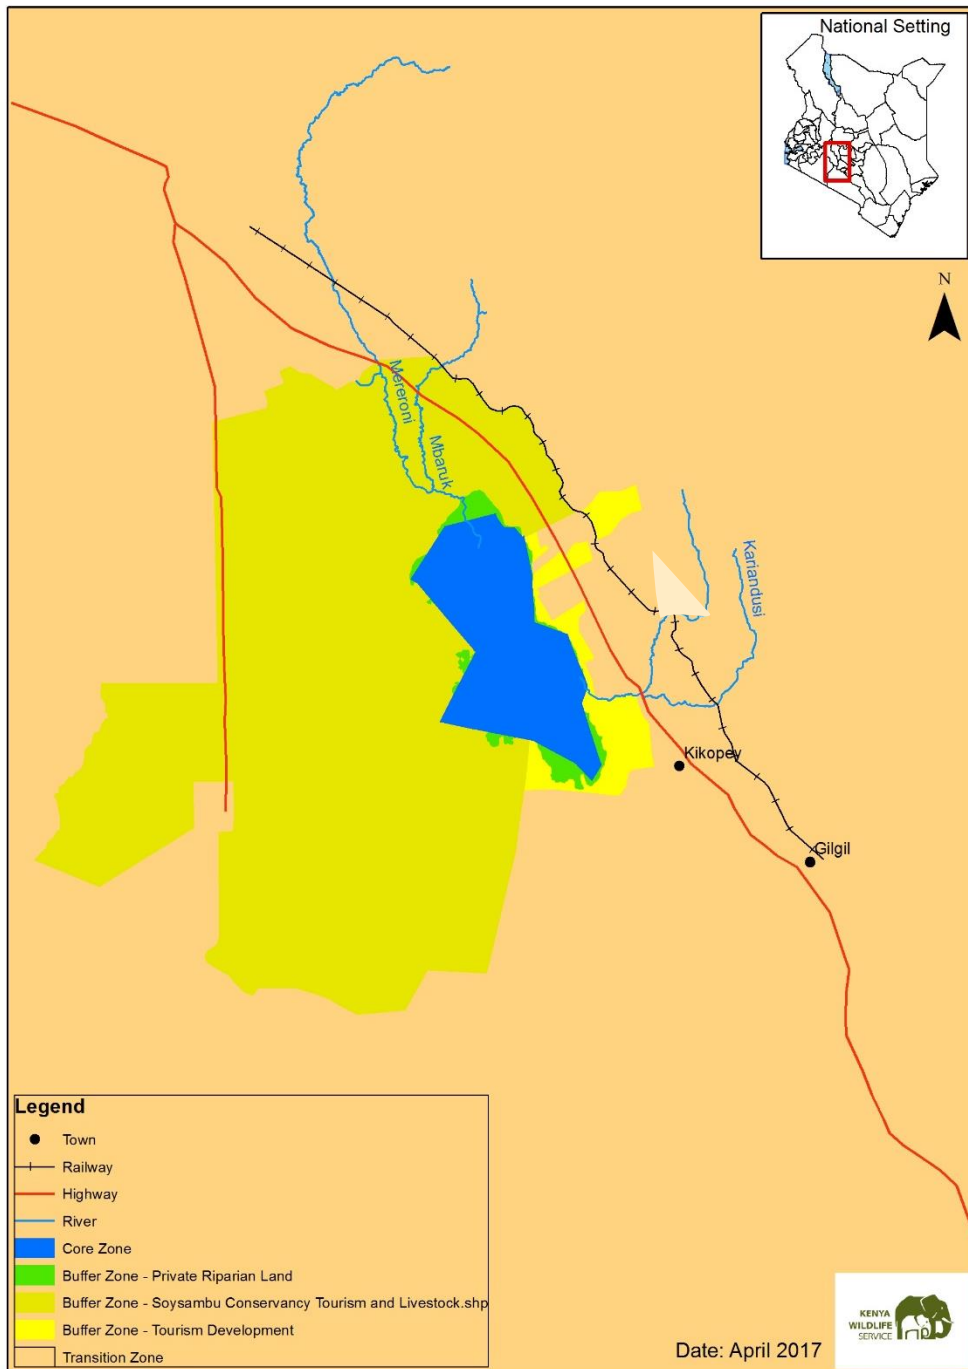 National Setting
N
Mereroni
Mbaruk
Kariandusi
Kikopey
Gilgil
Legend
Town
Railway
Highway
River
Core Zone
Buffer Zone - Private Riparian Land
Buffer Zone - Soysambu Conservancy Tourism and Livestock.shp
Buffer Zone - Tourism Development
Transition Zone
KENYA
WILDLIFE
SERVICE
Date: April 2017